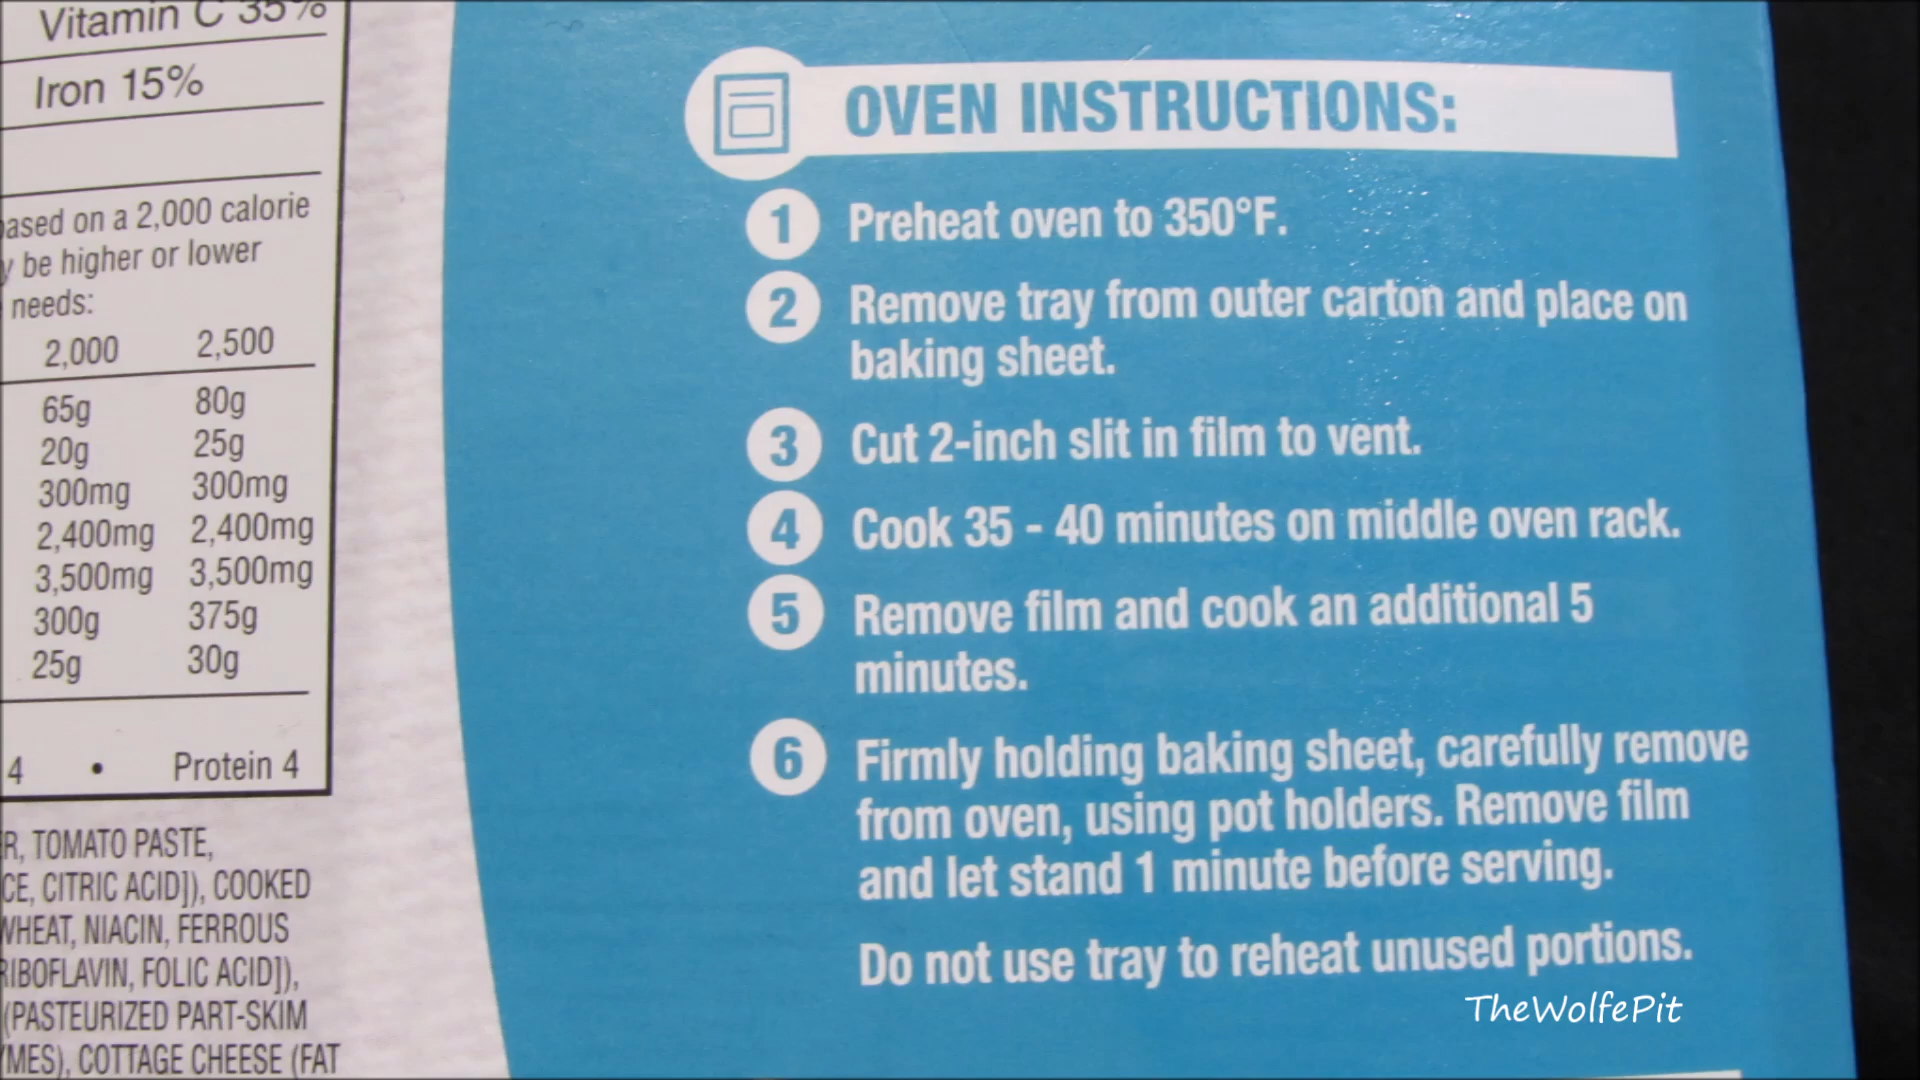 Vitamin C 35%
Iron 15%
based on a 2,000 calorie
y be higher or lower
needs:
2,000 2,500
65g 80g
20g 25g
300mg 300mg
2,400mg 2,400mg
3,500mg 3,500mg
300g 375g
25g 30g
4 • Protein 4
R, TOMATO PASTE,
CE, CITRIC ACID]), COOKED
WHEAT, NIACIN, FERROUS
RIBOFLAVIN, FOLIC ACID]),
(PASTEURIZED PART-SKIM
YMES), COTTAGE CHEESE (FAT
OVEN INSTRUCTIONS:
1 Preheat oven to 350°F.
2 Remove tray from outer carton and place on
baking sheet.
3 Cut 2-inch slit in film to vent.
4 Cook 35 - 40 minutes on middle oven rack.
5 Remove film and cook an additional 5
minutes.
6 Firmly holding baking sheet, carefully remove
from oven, using pot holders. Remove film
and let stand 1 minute before serving.
Do not use tray to reheat unused portions.
TheWolfePit